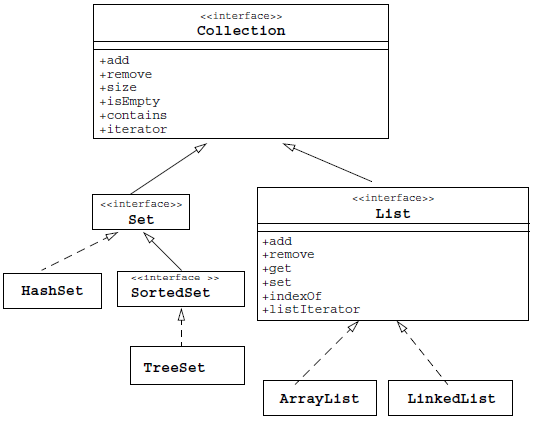 <<interface>>
Collection
+add
+remove
+size
+isEmpty
+contains
+iterator
<<interface>>
Set
<<interface>>
List
+add
+remove
+get
+set
+indexOf
+listIterator
HashSet
<<interface >>
SortedSet
TreeSet
ArrayList
LinkedList